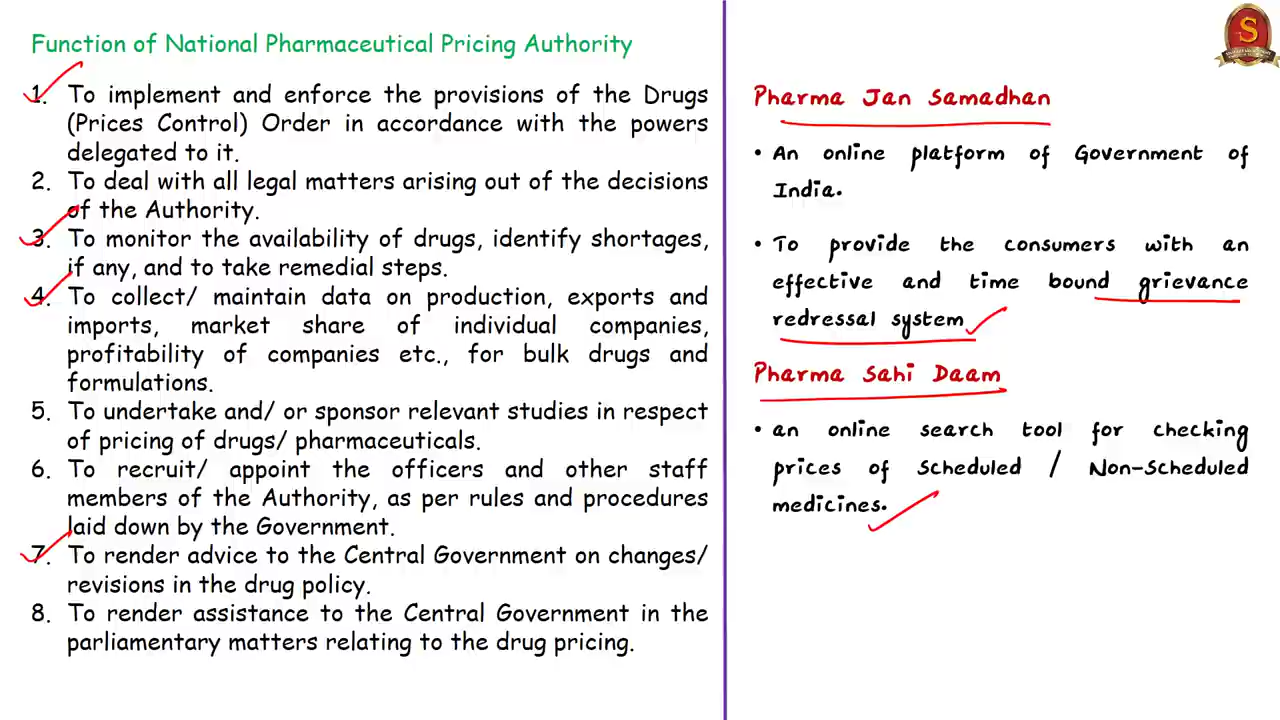 Function of National Pharmaceutical Pricing Authority
1. To implement and enforce the provisions of the Drugs
(Prices Control) Order in accordance with the powers
delegated to it.
2. To deal with all legal matters arising out of the decisions
of the Authority.
3. To monitor the availability of drugs, identify shortages,
if any, and to take remedial steps.
4. To collect/ maintain data on production, exports and
imports, market share of individual companies,
profitability of companies etc., for bulk drugs and
formulations.
5. To undertake and/ or sponsor relevant studies in respect
of pricing of drugs/ pharmaceuticals.
6. To recruit/ appoint the officers and other staff
members of the Authority, as per rules and procedures
laid down by the Government.
7. To render advice to the Central Government on changes/
revisions in the drug policy.
8. To render assistance to the Central Government in the
parliamentary matters relating to the drug pricing.
Pharma Jan Samadhan
• An online platform of Government of
India.
• To provide the consumers with an
effective and time bound grievance
redressal system
Pharma Sahi Daam
• an online search tool for checking
prices of Scheduled / Non-Scheduled
medicines.
S